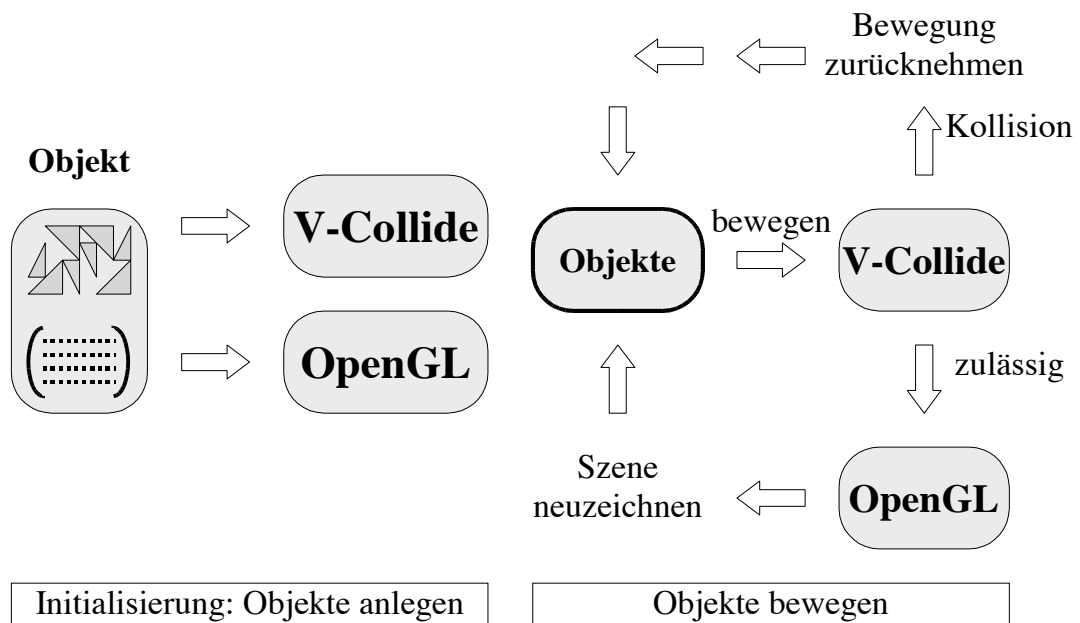 Objekt
V-Collide
OpenGL
Initialisierung: Objekte anlegen
Bewegung
zurücknehmen
Kollision
Objekte
bewegen
V-Collide
zulässig
OpenGL
Szene
neuzeichnen
Objekte bewegen